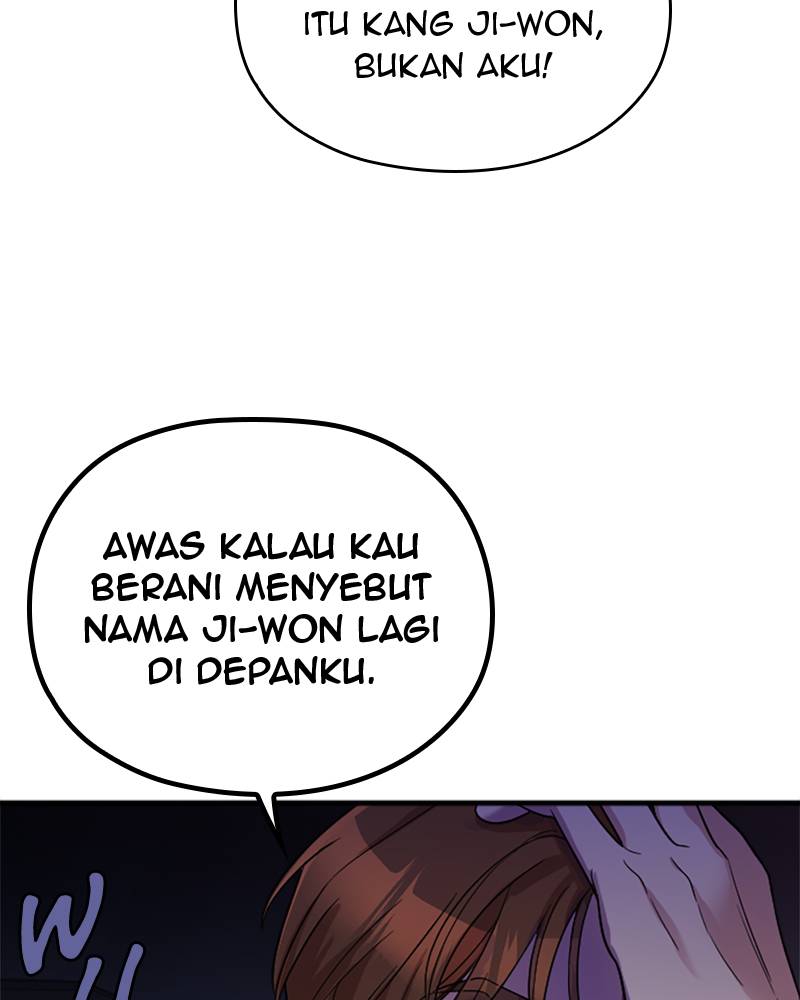 ITU KANG JI-WON,
BUKAN AKU!
AWAS KALAU KAU
BERANI MENYEBUT
NAMA JI-WON LAGI
DI DEPANKU.
W